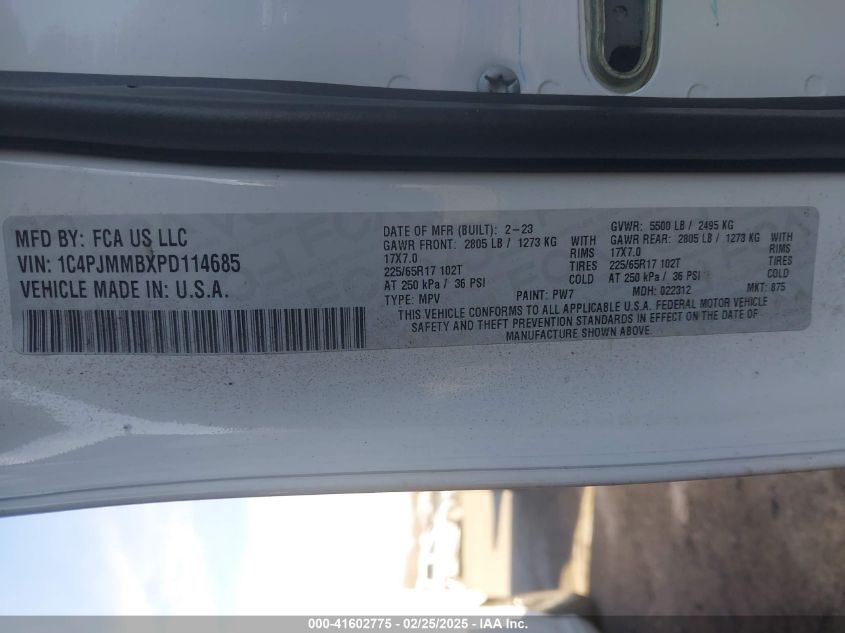 MFD BY: FCA US LLC
VIN: 1C4PJMMBXPD114685
VEHICLE MADE IN: U.S.A.
DATE OF MFR (BUILT): 2-23 GVWR: 5500 LB / 2495 KG
GAWR FRONT: 2805 LB / 1273 KG WITH GAWR REAR: 2805 LB / 1273 KG WITH
17X7.0 RIMS 17X7.0 RIMS
225/65R17 102T TIRES 225/65R17 102T TIRES
AT 250 kPa / 36 PSI COLD AT 250 kPa / 36 PSI COLD
TYPE: MPV PAINT: PW7 MDH: 022312 MKT: 875
THIS VEHICLE CONFORMS TO ALL APPLICABLE U.S.A. FEDERAL MOTOR VEHICLE
SAFETY AND THEFT PREVENTION STANDARDS IN EFFECT ON THE DATE OF
MANUFACTURE SHOWN ABOVE.
000-41602775 - 02/25/2025 - IAA Inc.